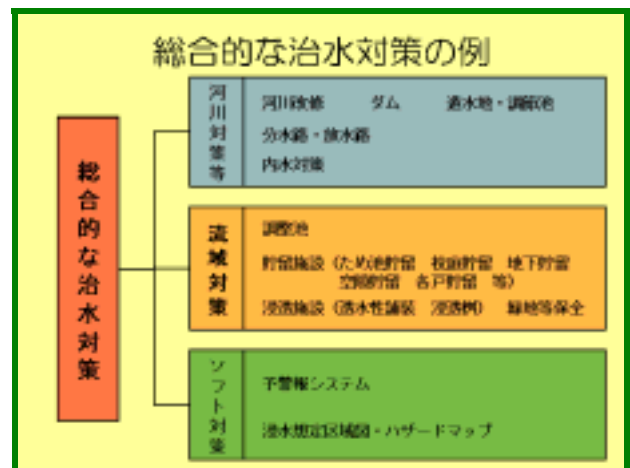 総合的な治水対策の例
総合的な治水対策
河川対策等
河川改修 ダム 遊水地・調節池
分水路・放水路
内水対策
流域対策
調整池
貯留施設（ため池貯留 校庭貯留 地下貯留
空隙貯留 各戸貯留 等）
浸透施設（透水性舗装 浸透桝） 緑地等保全
ソフト対策
予警報システム
浸水想定区域図・ハザードマップ